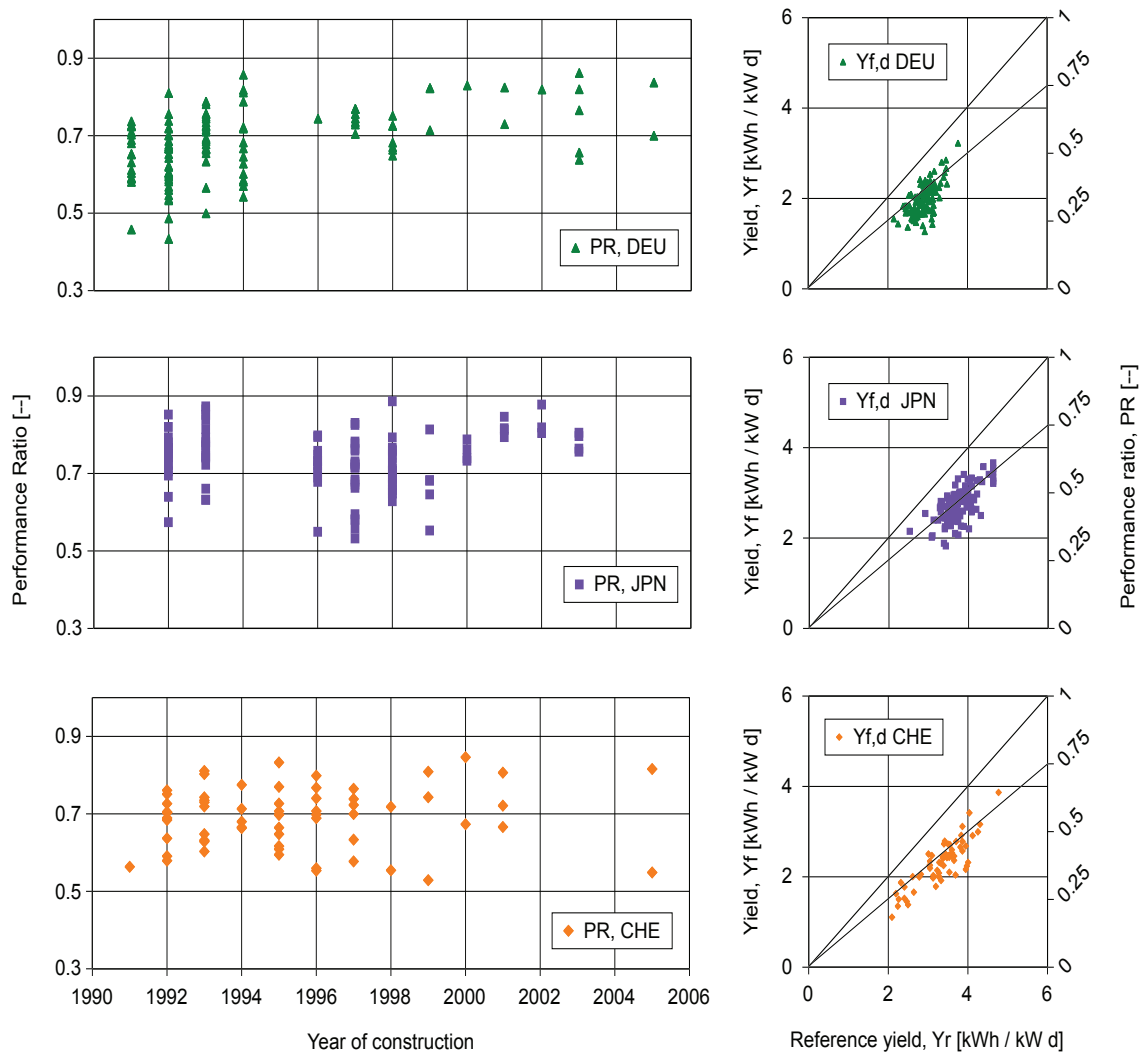 0.9
0.7
0.5
0.3
PR, DEU
6
4
2
0
Yield, Yf [kWh / kW d]
Yf,d DEU
1
0.75
0.5
0.25
0
Performance Ratio [--]
0.9
0.7
0.5
0.3
PR, JPN
6
4
2
0
Yield, Yf [kWh / kW d]
Yf,d JPN
1
0.75
0.5
0.25
0
Performance ratio, PR [--]
0.9
0.7
0.5
0.3
PR, CHE
1990 1992 1994 1996 1998 2000 2002 2004 2006
Year of construction
6
4
2
0
Yield, Yf [kWh / kW d]
Yf,d CHE
1
0.75
0.5
0.25
0
0 2 4 6
Reference yield, Yr [kWh / kW d]